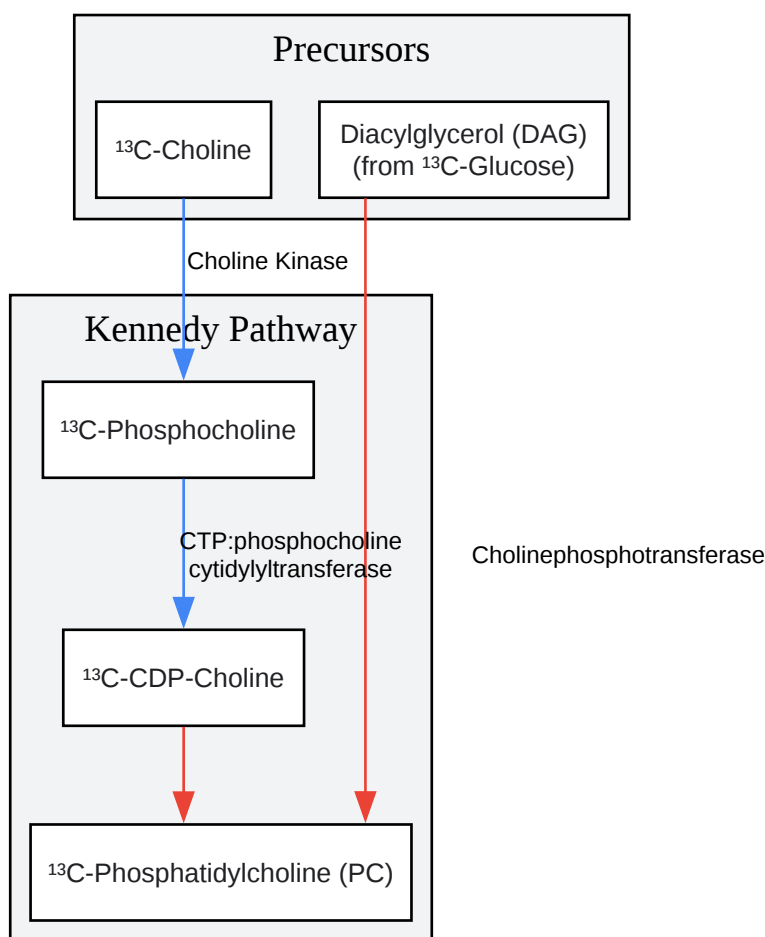 Precursors
¹³C-Choline
Diacylglycerol (DAG)
(from ¹³C-Glucose)
Choline Kinase
Kennedy Pathway
¹³C-Phosphocholine
CTP:phosphocholine
cytidylyltransferase
Cholinephosphotransferase
¹³C-CDP-Choline
¹³C-Phosphatidylcholine (PC)